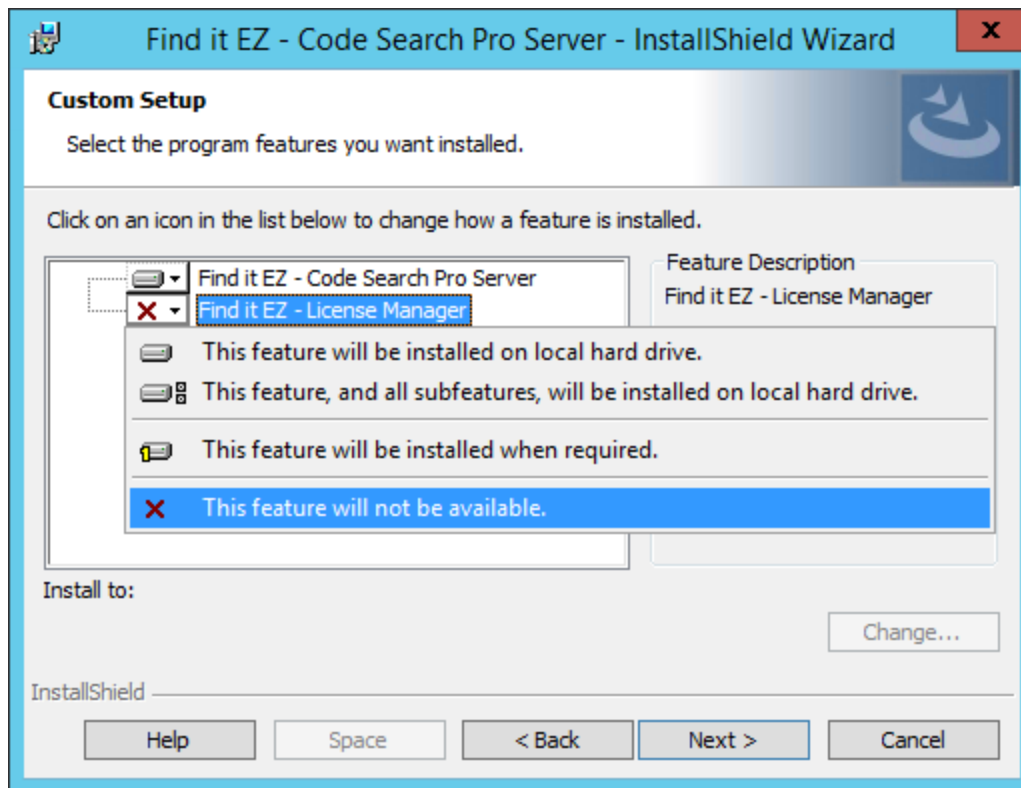 Find it EZ - Code Search Pro Server - InstallShield Wizard
x
Custom Setup
Select the program features you want installed.
Click on an icon in the list below to change how a feature is installed.
Find it EZ - Code Search Pro Server
Find it EZ - License Manager
Feature Description
Find it EZ - License Manager
This feature will be installed on local hard drive.
This feature, and all subfeatures, will be installed on local hard drive.
This feature will be installed when required.
This feature will not be available.
Install to:
Change...
InstallShield
Help
Space
< Back
Next >
Cancel